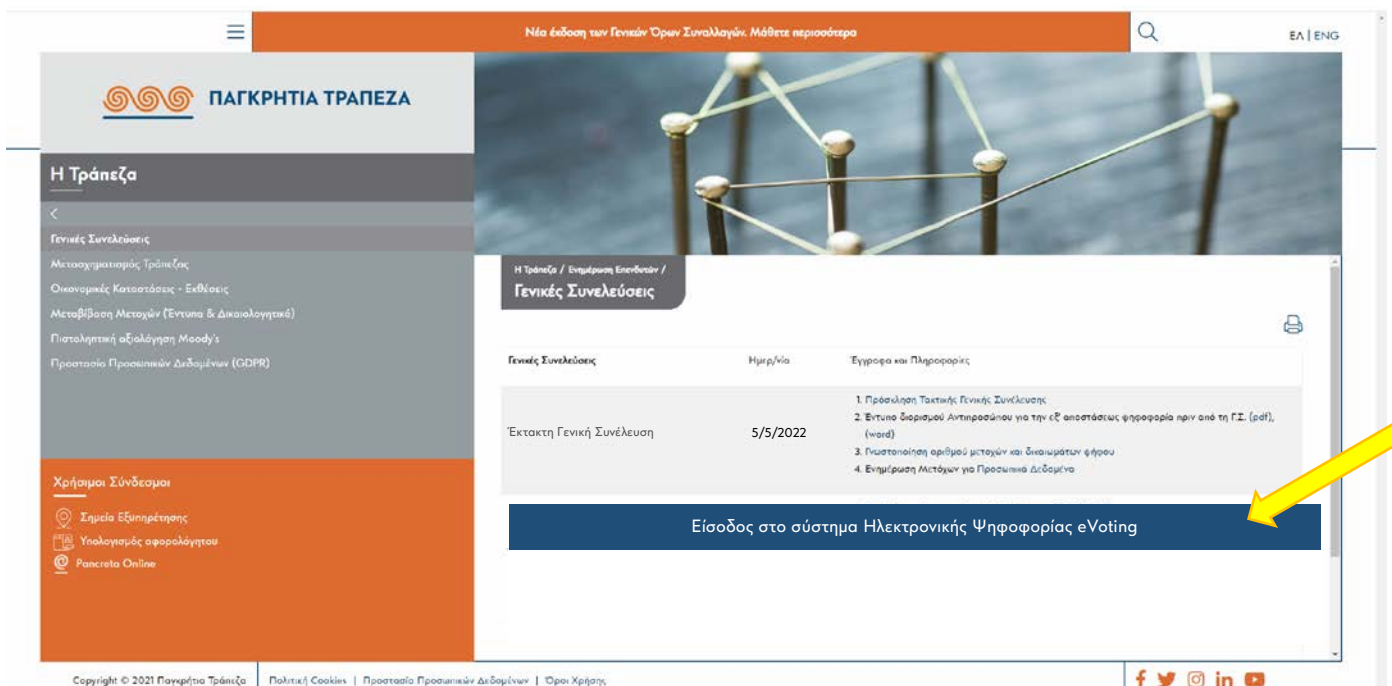 Νέα έκδοση των Γενικών Όρων Συναλλαγών. Μάθετε περισσότερα
ΕΛ | ENG
ΠΑΓΚΡΗΤΙΑ ΤΡΑΠΕΖΑ
Η Τράπεζα
Γενικές Συνελεύσεις
Μετασχηματισμός Τράπεζας
Οικονομικές Καταστάσεις - Εκθέσεις
Μεταβίβαση Μετοχών (Έντυπα & Δικαιολογητικά)
Πιστοληπτική αξιολόγηση Moody's
Προστασία Προσωπικών Δεδομένων (GDPR)
Χρήσιμοι Σύνδεσμοι
Σημεία Εξυπηρέτησης
Υπολογισμός αφορολόγητου
Pancreta Online
Η Τράπεζα / Ενημέρωση Επενδυτών /
Γενικές Συνελεύσεις
Γενικές Συνελεύσεις Ημερ/νία Έγγραφα και Πληροφορίες
Έκτακτη Γενική Συνέλευση 5/5/2022
1. Πρόσκληση Τακτικής Γενικής Συνέλευσης
2. Έντυπο διορισμού Αντιπροσώπου για την εξ' αποστάσεως ψηφοφορία πριν από τη Γ.Σ. (pdf),
(word)
3. Γνωστοποίηση αριθμού μετοχών και δικαιωμάτων ψήφου
4. Ενημέρωση Μετόχων για Προσωπικά Δεδομένα
Είσοδος στο σύστημα Ηλεκτρονικής Ψηφοφορίας eVoting
Copyright © 2021 Παγκρήτια Τράπεζα | Πολιτική Cookies | Προστασία Προσωπικών Δεδομένων | Όροι Χρήσης